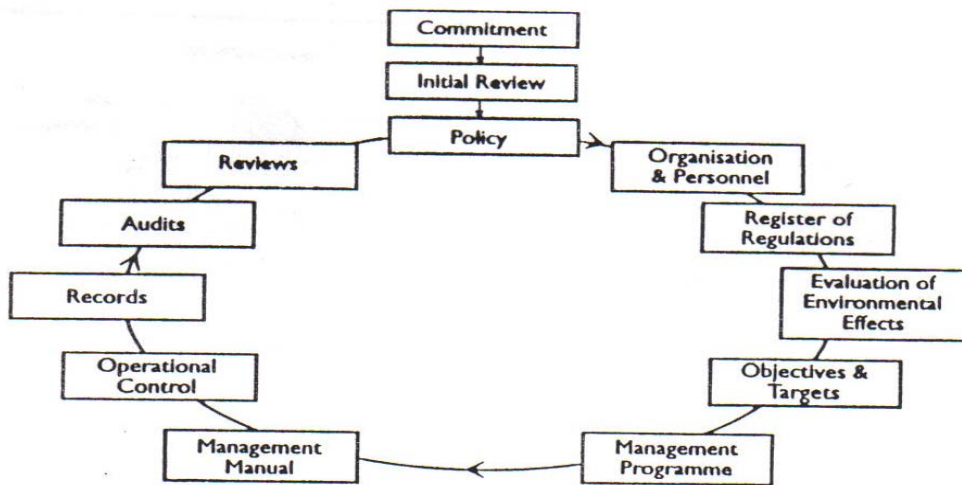 Commitment
Initial Review
Policy
Organisation
& Personnel
Register of
Regulations
Evaluation of
Environmental
Effects
Objectives &
Targets
Management
Programme
Management
Manual
Operational
Control
Records
Audits
Reviews